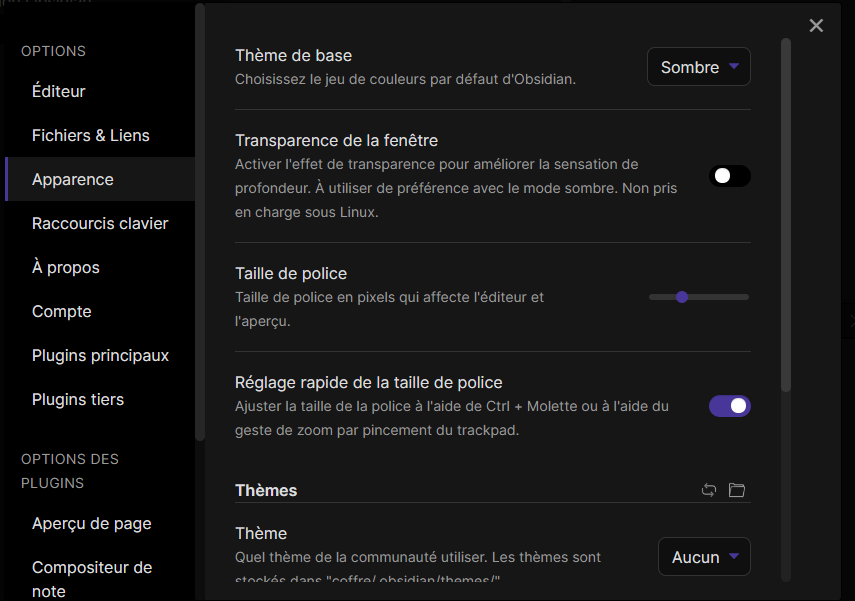 OPTIONS
Éditeur
Fichiers & Liens
Apparence
Raccourcis clavier
À propos
Compte
Plugins principaux
Plugins tiers
OPTIONS DES
PLUGINS
Aperçu de page
Compositeur de
note
Thème de base
Choisissez le jeu de couleurs par défaut d'Obsidian.
Sombre
Transparence de la fenêtre
Activer l'effet de transparence pour améliorer la sensation de
profondeur. À utiliser de préférence avec le mode sombre. Non pris
en charge sous Linux.
Taille de police
Taille de police en pixels qui affecte l'éditeur et
l'aperçu.
Réglage rapide de la taille de police
Ajuster la taille de la police à l'aide de Ctrl + Molette ou à l'aide du
geste de zoom par pincement du trackpad.
Thèmes
Thème
Quel thème de la communauté utiliser. Les thèmes sont
stockés dans "coffre/.obsidian/themes/"
Aucun